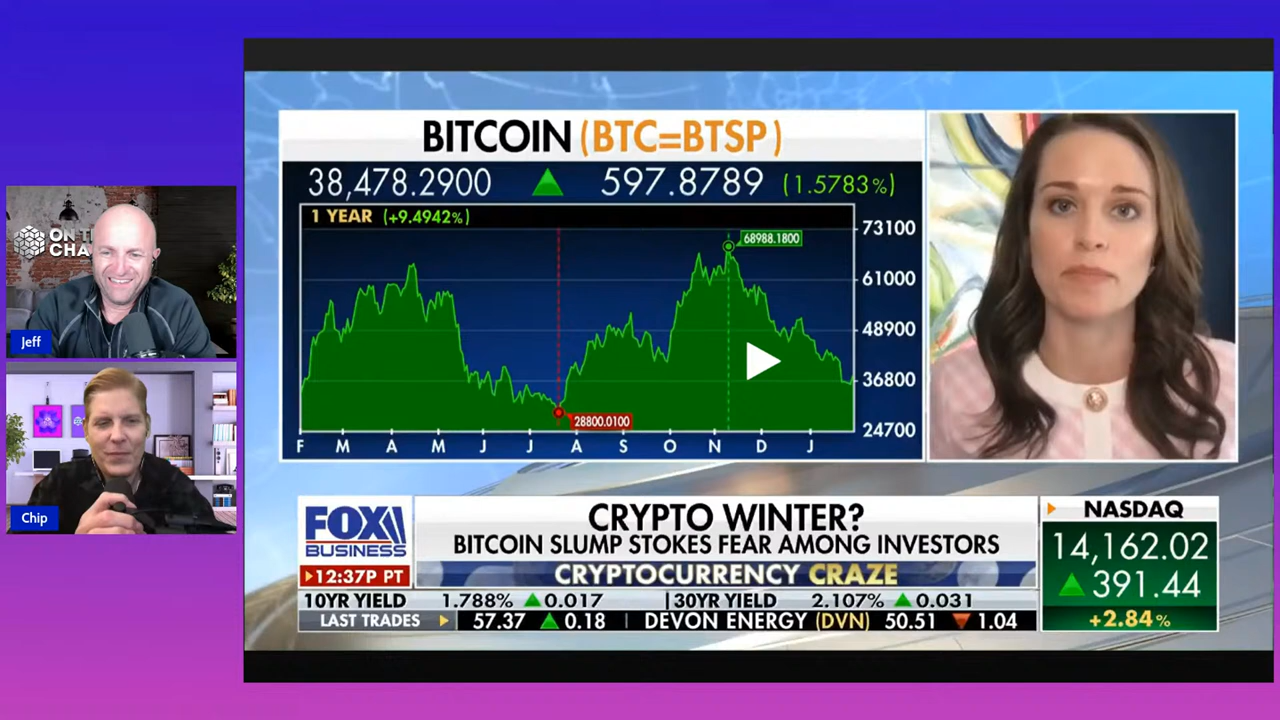 ON TH
CHA
Jeff
Chip
BITCOIN (BTC=BTSP)
38,478.2900 597.8789 (1.5783%)
1 YEAR (+9.4942%)
68988.1800
28800.0100
73100
61000
48900
36800
24700
F M A M J J A S O N D J
FOX
BUSINESS
12:37P PT
CRYPTO WINTER?
BITCOIN SLUMP STOKES FEAR AMONG INVESTORS
CRYPTOCURRENCY CRAZE
10YR YIELD 1.788% 0.017 30YR YIELD 2.107% 0.031
LAST TRADES 57.37 0.18 DEVON ENERGY (DVN) 50.51 1.04
NASDAQ
14,162.02
391.44
+2.84%